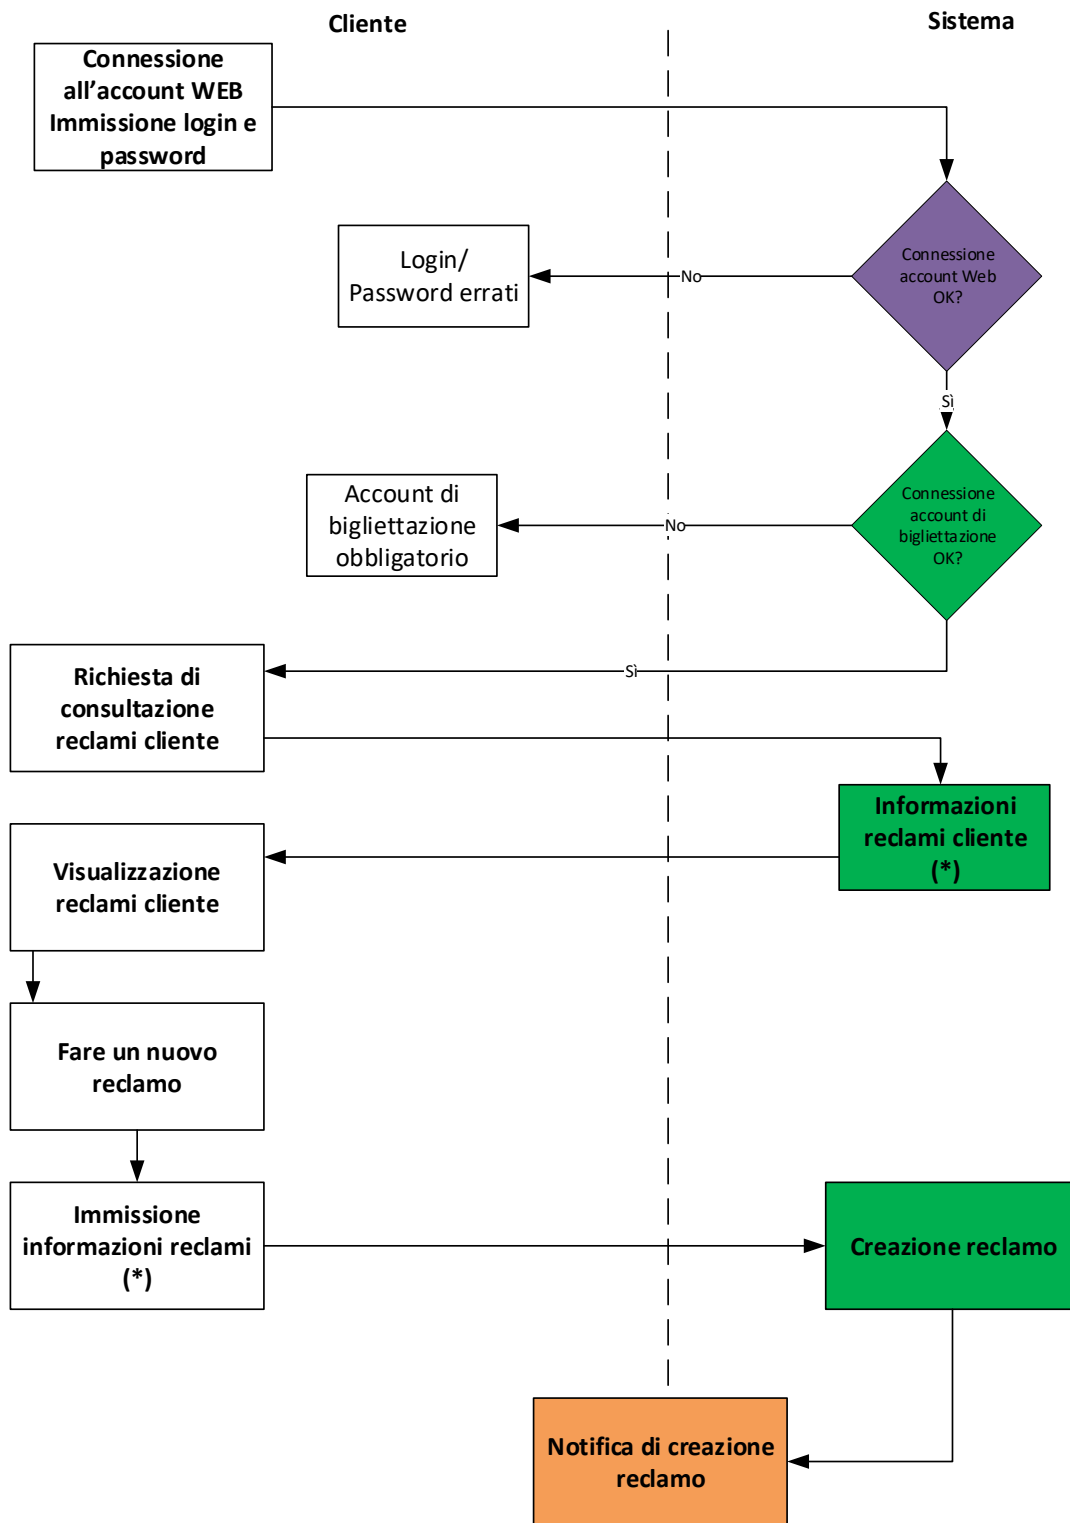 Cliente
Sistema
Connessione
all’account WEB
Immissione login e
password
Connessione
account Web
OK?
No
Login/
Password errati
Sì
Connessione
account di
bigliettazione
OK?
No
Account di
bigliettazione
obbligatorio
Sì
Richiesta di
consultazione
reclami cliente
Informazioni
reclami cliente
(*)
Visualizzazione
reclami cliente
Fare un nuovo
reclamo
Immissione
informazioni reclami
(*)
Creazione reclamo
Notifica di creazione
reclamo